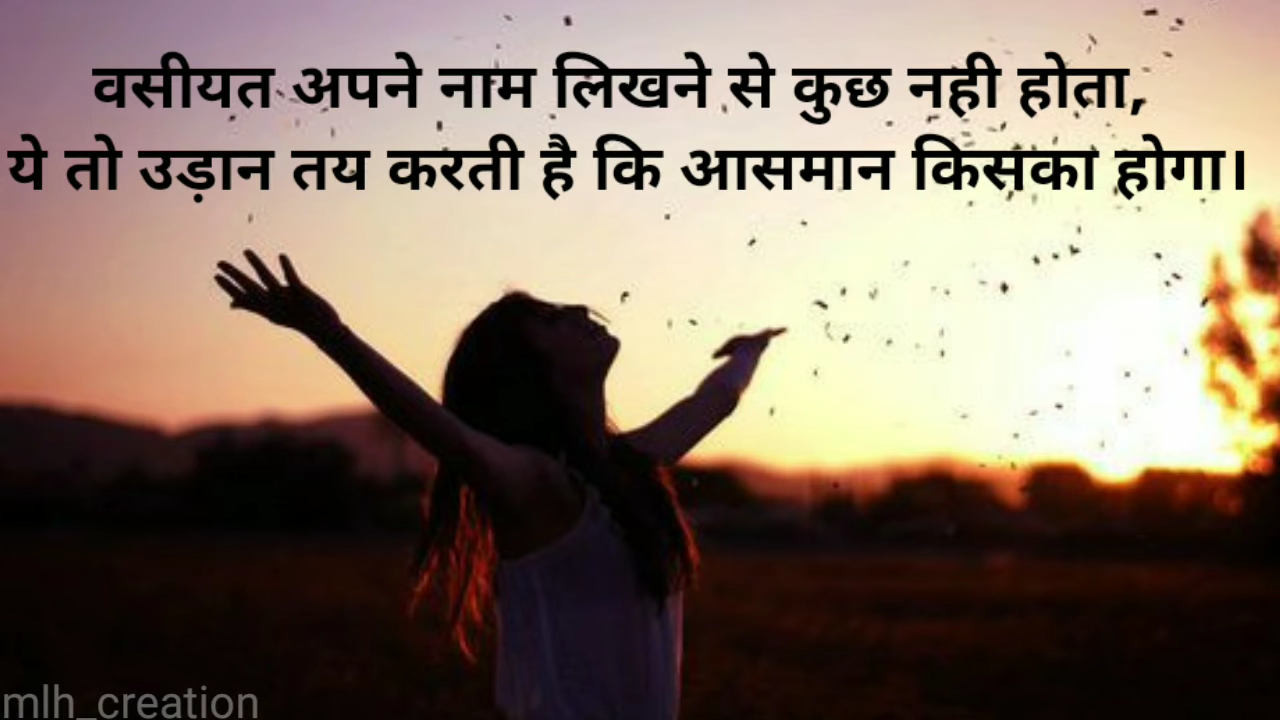 वसीयत अपने नाम लिखने से कुछ नही होता,
ये तो उड़ान तय करती है कि आसमान किसका होगा।
mlh_creation